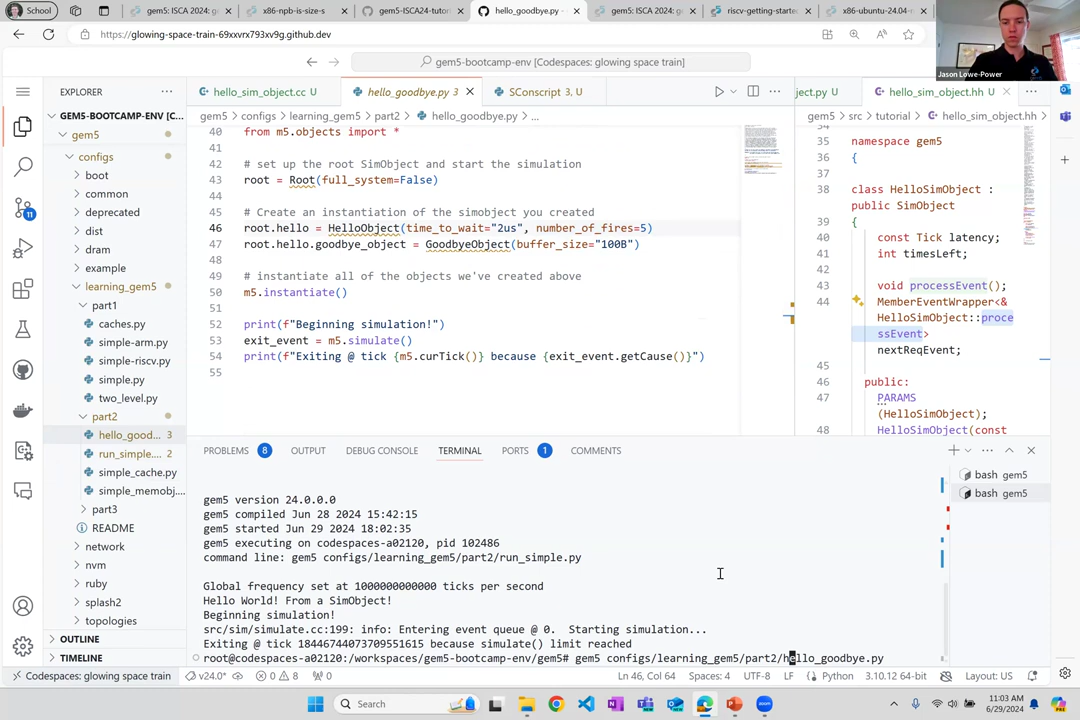 School
gem5: ISCA 2024: g
x86-npb-is-size-s
gem5-ISCA24-tutor
hello_goodbye.py -
gem5: ISCA 2024: g
riscv-getting-starte
x86-ubuntu-24.04-
https://glowing-space-train-69xxvrx793xv9g.github.dev
Jason Lowe-Power
gem5-bootcamp-env [Codespaces: glowing space train]
EXPLORER
hello_sim_object.cc U
hello_goodbye.py 3
SConscript 3, U
ject.py U
hello_sim_object.hh U
GEM5-BOOTCAMP-ENV [C...
gem5 > configs > learning_gem5 > part2 > hello_goodbye.py > ...
gem5 > src > tutorial > hello_sim_object.hh
gem5
configs
boot
common
deprecated
dist
dram
example
learning_gem5
part1
caches.py
simple-arm.py
simple-riscv.py
simple.py
two_level.py
part2
hello_good... 3
run_simple.... 2
simple_cache.py
simple_memobj....
part3
README
network
nvm
ruby
splash2
topologies
OUTLINE
TIMELINE
11
40 from m5.objects import *
41
42 # set up the root SimObject and start the simulation
43 root = Root(full_system=False)
44
45 # Create an instantiation of the simobject you created
46 root.hello = HelloObject(time_to_wait="2us", number_of_fires=5)
47 root.hello.goodbye_object = GoodbyeObject(buffer_size="100B")
48
49 # instantiate all of the objects we've created above
50 m5.instantiate()
51
52 print(f"Beginning simulation!")
53 exit_event = m5.simulate()
54 print(f"Exiting @ tick {m5.curTick()} because {exit_event.getCause()}")
55
34
35 namespace gem5
36 {
37
38 class HelloSimObject :
public SimObject
39 {
40 const Tick latency;
41 int timesLeft;
42
43 void processEvent();
44 MemberEventWrapper<&
HelloSimObject::proce
ssEvent>
nextReqEvent;
45
46 public:
47 PARAMS
(HelloSimObject);
48 HelloSimObject(const
PROBLEMS 8 OUTPUT DEBUG CONSOLE TERMINAL PORTS 1 COMMENTS
bash gem5
bash gem5
gem5 version 24.0.0.0
gem5 compiled Jun 28 2024 15:42:15
gem5 started Jun 29 2024 18:02:35
gem5 executing on codespaces-a02120, pid 102486
command line: gem5 configs/learning_gem5/part2/run_simple.py
Global frequency set at 1000000000000 ticks per second
Hello World! From a SimObject!
Beginning simulation!
src/sim/simulate.cc:199: info: Entering event queue @ 0.  Starting simulation...
Exiting @ tick 18446744073709551615 because simulate() limit reached
root@codespaces-a02120:/workspaces/gem5-bootcamp-env/gem5# gem5 configs/learning_gem5/part2/hello_goodbye.py
Codespaces: glowing space train v24.0* 0 8 0 Ln 46, Col 64 Spaces: 4 UTF-8 LF Python 3.10.12 64-bit Layout: US
Search
11:03 AM
6/29/2024